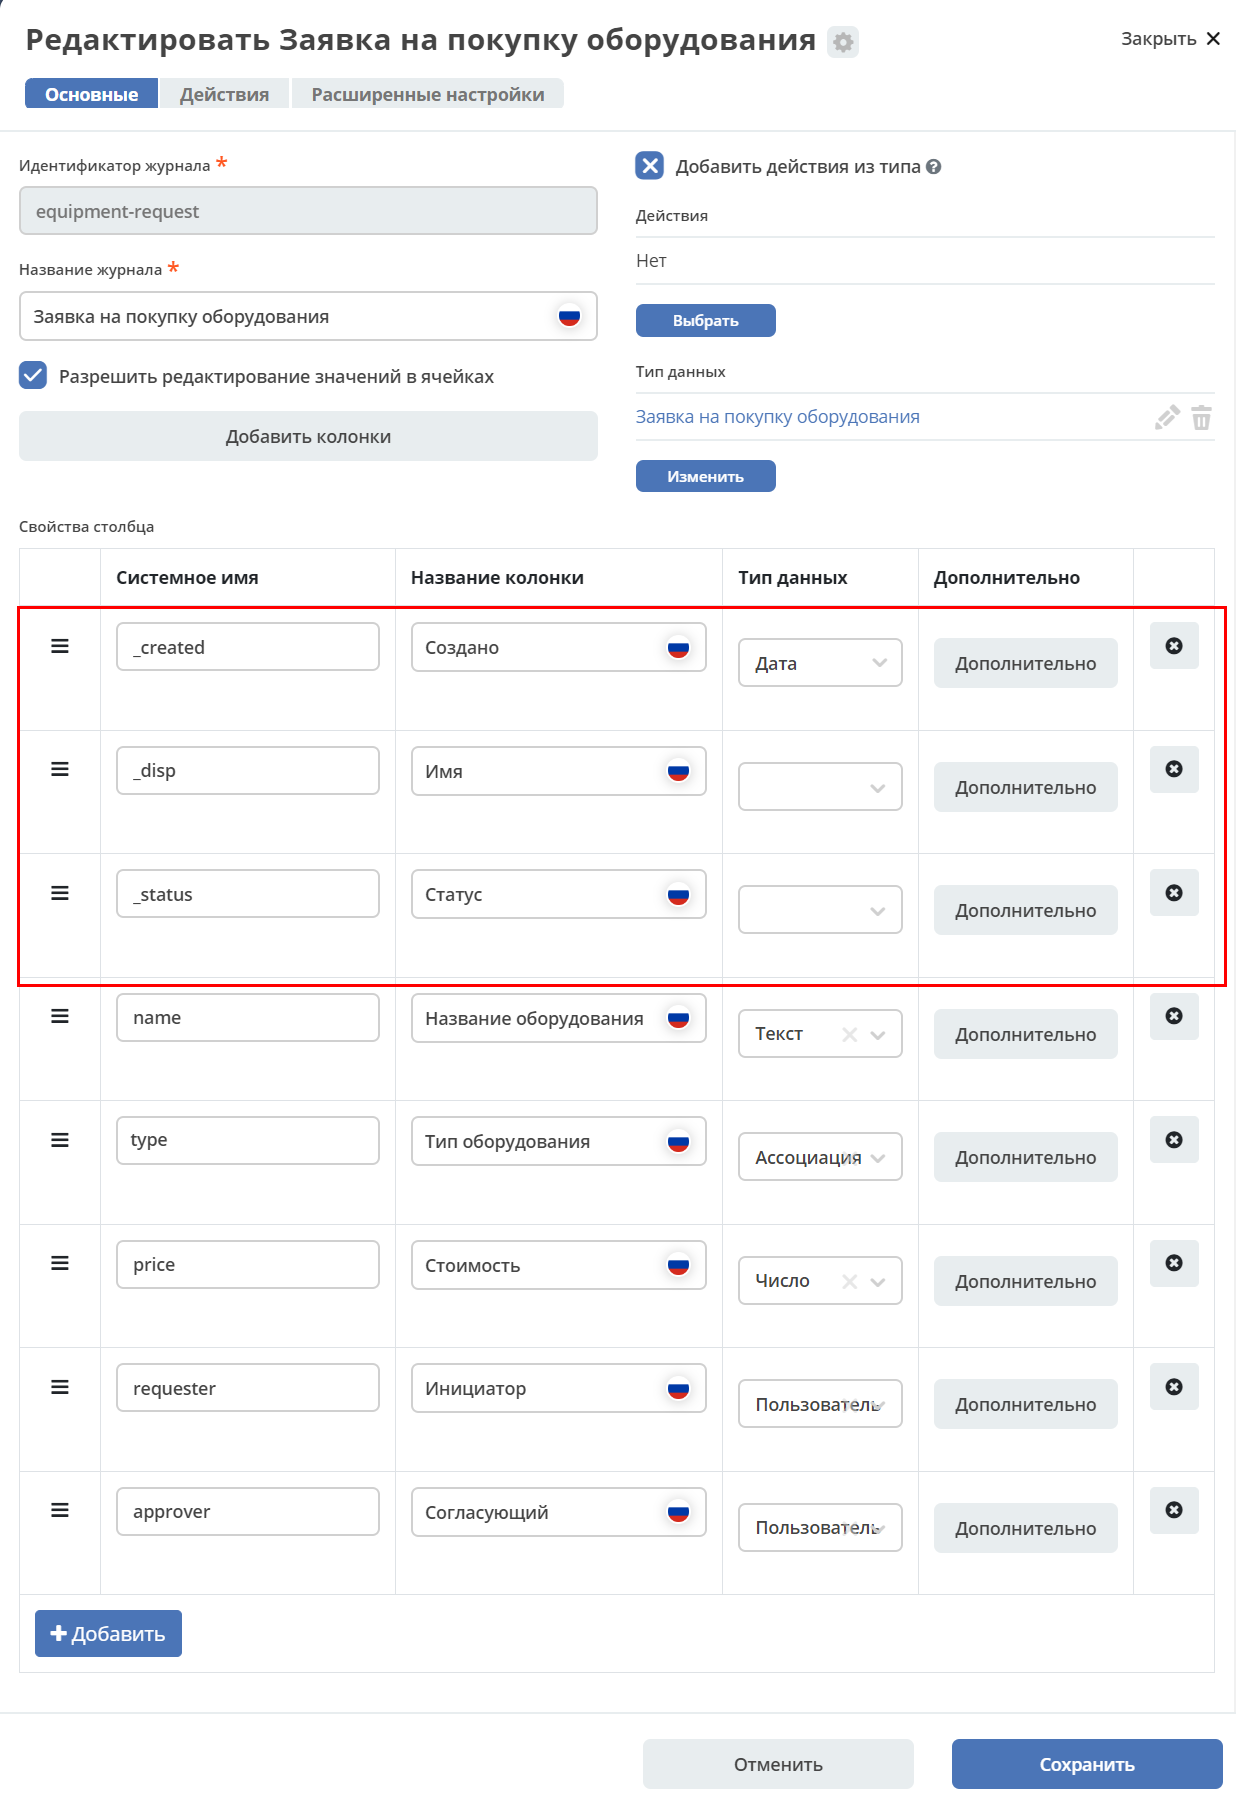 Редактировать Заявка на покупку оборудования
Закрыть
Основные
Действия
Расширенные настройки
Идентификатор журнала *
equipment-request
Название журнала *
Заявка на покупку оборудования
Разрешить редактирование значений в ячейках
Добавить колонки
Добавить действия из типа
Действия
Нет
Выбрать
Тип данных
Заявка на покупку оборудования
Изменить
Свойства столбца
Системное имя Название колонки Тип данных Дополнительно
_created Создано Дата Дополнительно
_disp Имя Дополнительно
_status Статус Дополнительно
name Название оборудования Текст Дополнительно
type Тип оборудования Ассоциация Дополнительно
price Стоимость Число Дополнительно
requester Инициатор Пользователь Дополнительно
approver Согласующий Пользователь Дополнительно
Добавить
Отменить
Сохранить